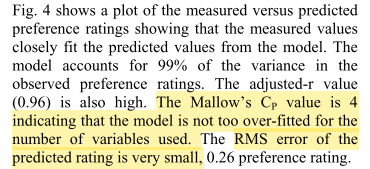 Fig. 4 shows a plot of the measured versus predicted
preference ratings showing that the measured values
closely fit the predicted values from the model. The
model accounts for 99% of the variance in the
observed preference ratings. The adjusted-r value
(0.96) is also high. The Mallow's Cₚ value is 4
indicating that the model is not too over-fitted for the
number of variables used. The RMS error of the
predicted rating is very small, 0.26 preference rating.